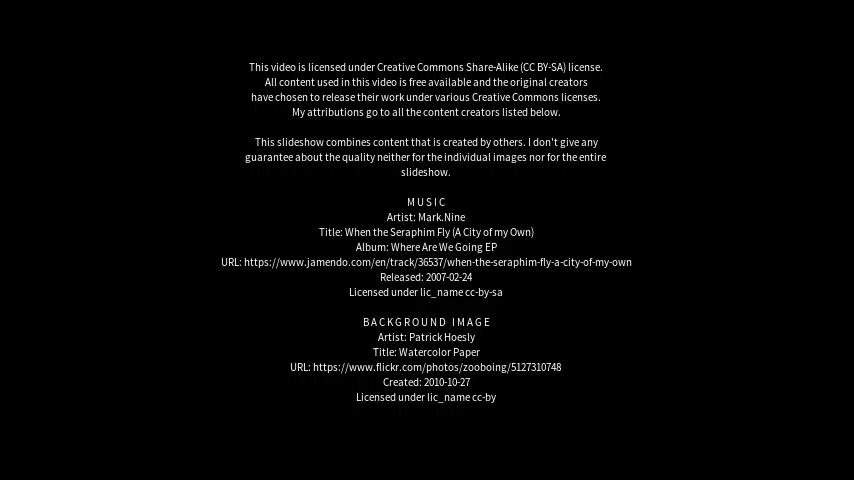 This video is licensed under Creative Commons Share-Alike (CC BY-SA) license.
All content used in this video is free available and the original creators
have chosen to release their work under various Creative Commons licenses.
My attributions go to all the content creators listed below.
This slideshow combines content that is created by others. I don't give any
guarantee about the quality neither for the individual images nor for the entire
slideshow.
MUSIC
Artist: Mark.Nine
Title: When the Seraphim Fly (A City of my Own)
Album: Where Are We Going EP
URL: https://www.jamendo.com/en/track/36537/when-the-seraphim-fly-a-city-of-my-own
Released: 2007-02-24
Licensed under lic_name cc-by-sa
BACKGROUND IMAGE
Artist: Patrick Hoesly
Title: Watercolor Paper
URL: https://www.flickr.com/photos/zooboing/5127310748
Created: 2010-10-27
Licensed under lic_name cc-by